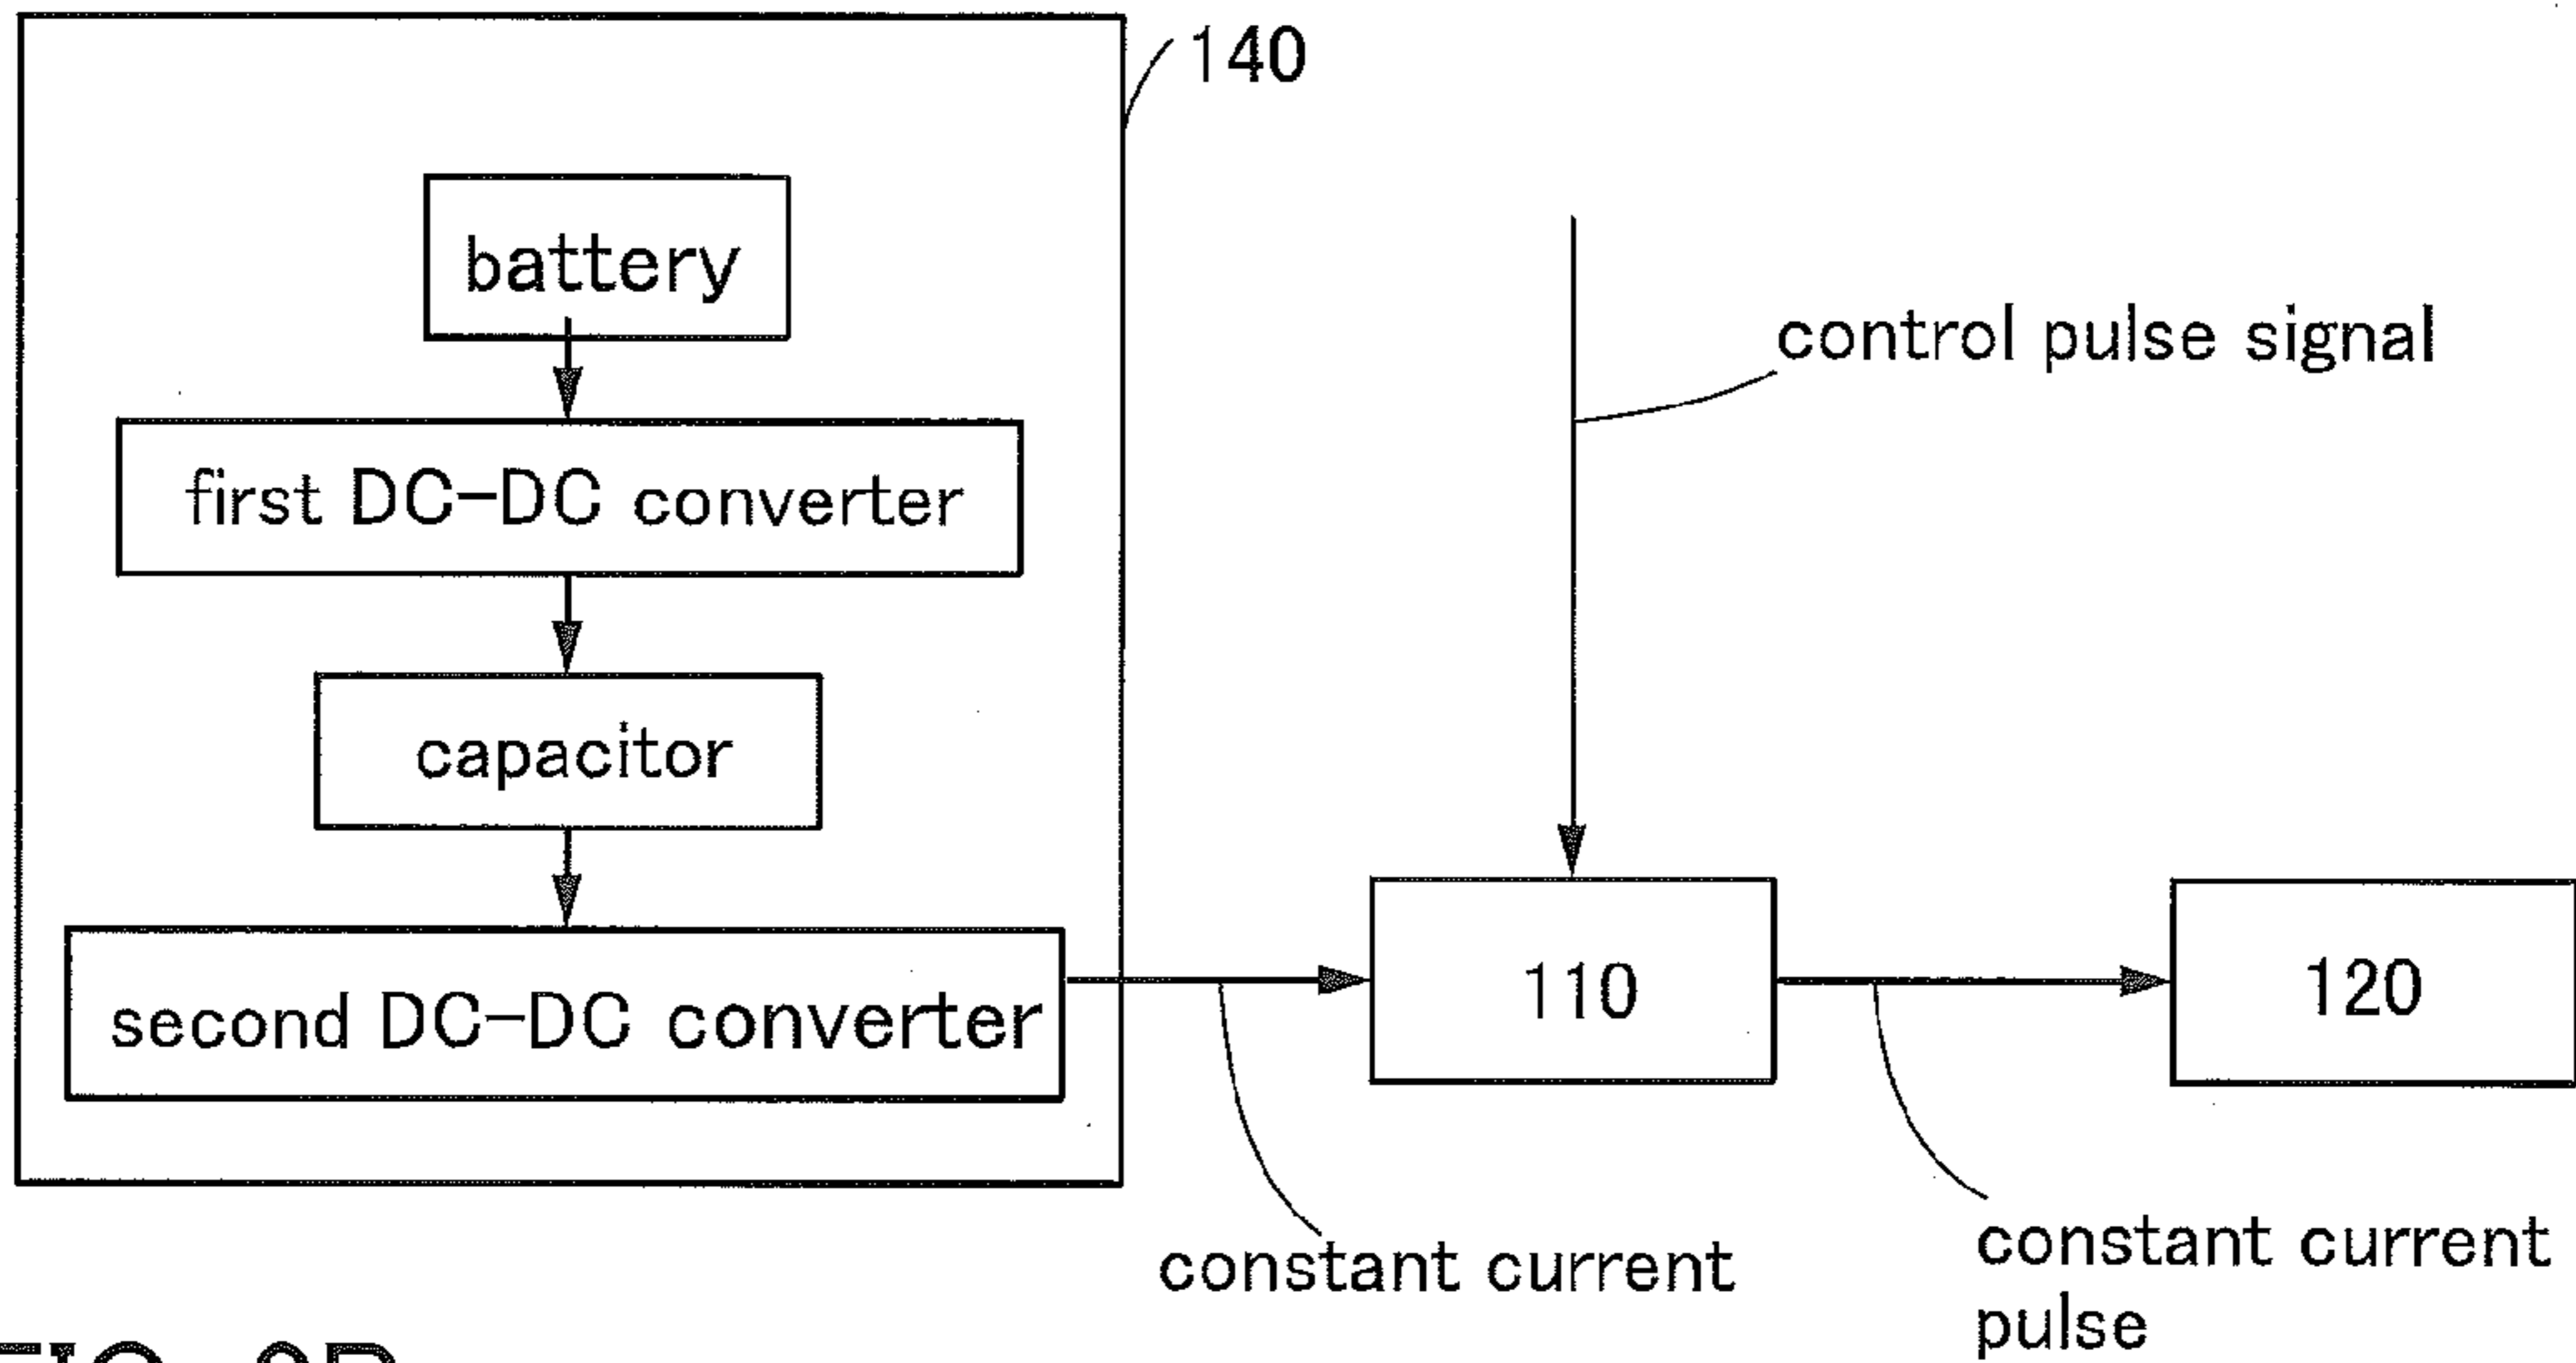 140
battery
control pulse signal
first DC-DC converter
capacitor
second DC-DC converter
110
120
constant current
constant current
pulse